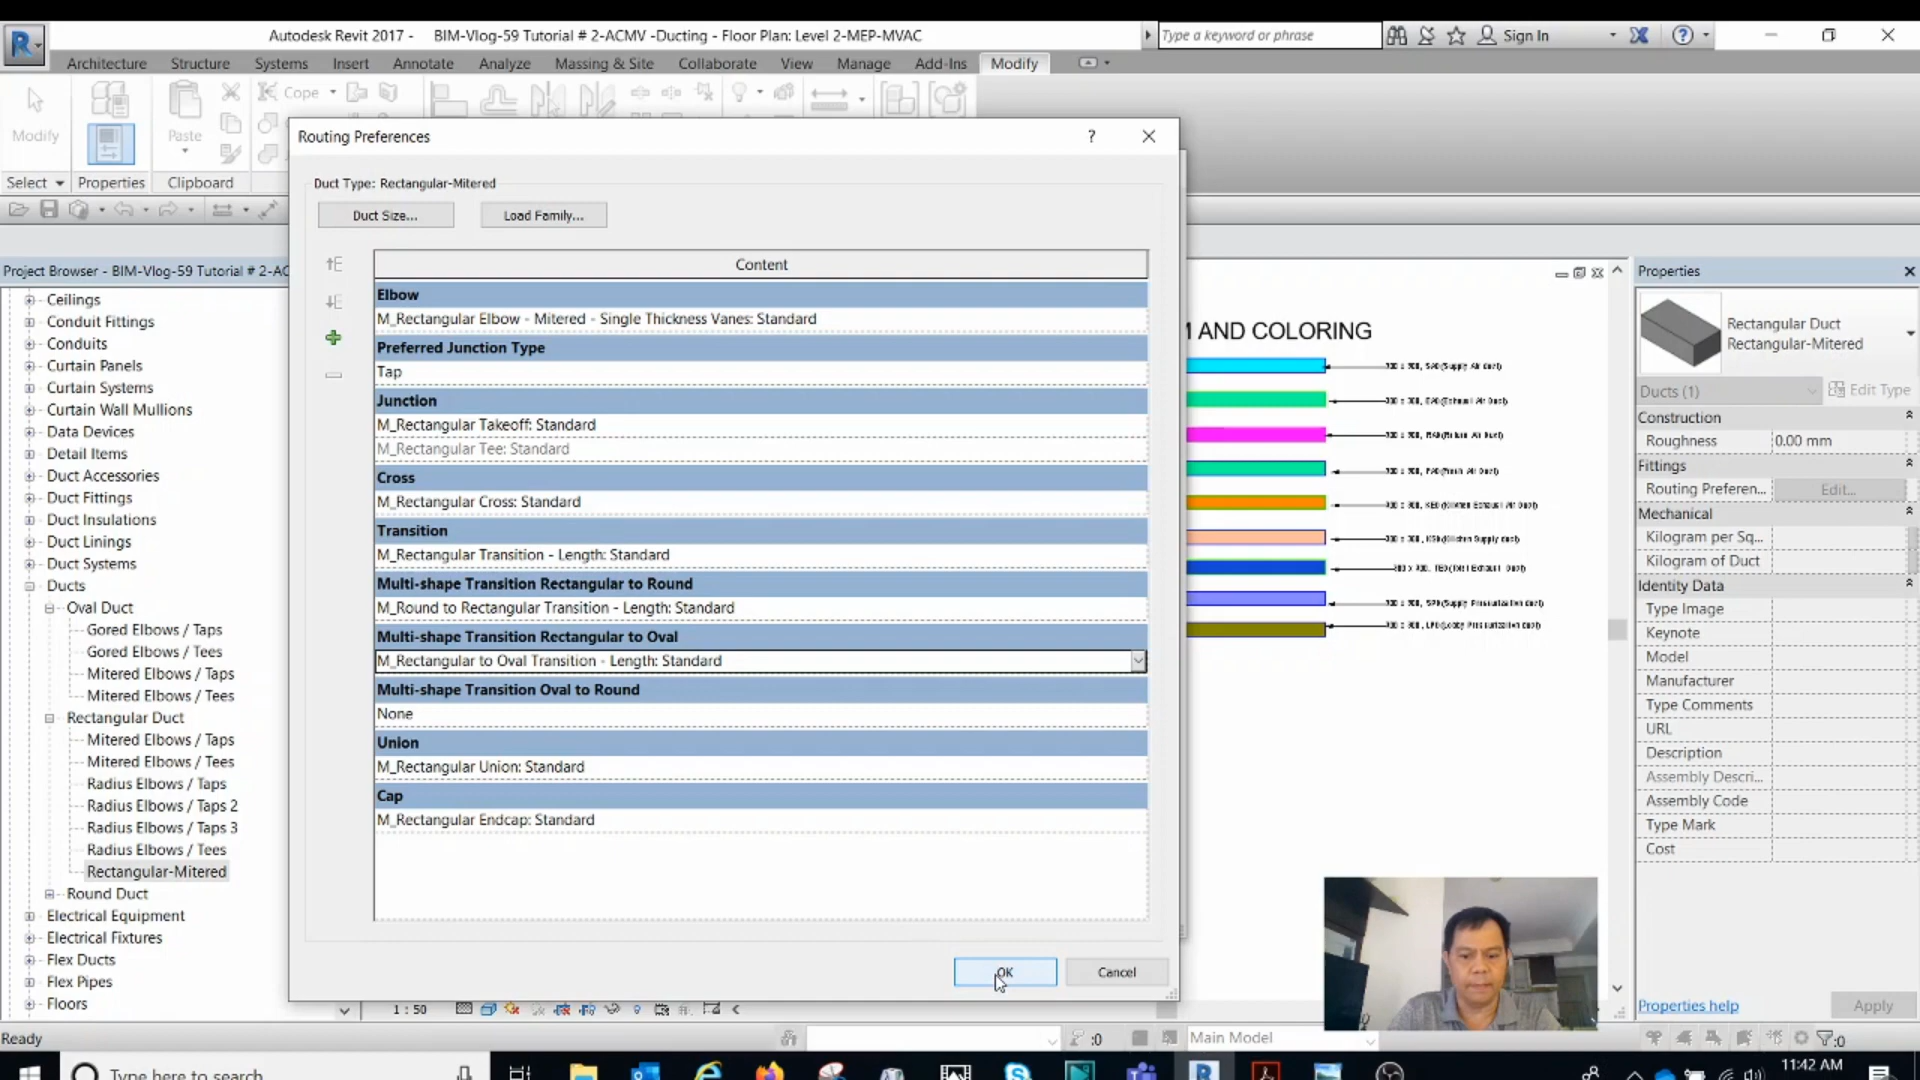 Autodesk Revit 2017 - BIM-Vlog-59 Tutorial # 2-ACMV -Ducting - Floor Plan: Level 2-MEP-MVAC
Type a keyword or phrase
Sign In
Architecture Structure Systems Insert Annotate Analyze Massing & Site Collaborate View Manage Add-Ins Modify
Modify
Paste
Cope
Select Properties Clipboard
Routing Preferences
Duct Type: Rectangular-Mitered
Duct Size... Load Family...
Content
Elbow
M_Rectangular Elbow - Mitered - Single Thickness Vanes: Standard
Preferred Junction Type
Tap
Junction
M_Rectangular Takeoff: Standard
M_Rectangular Tee: Standard
Cross
M_Rectangular Cross: Standard
Transition
M_Rectangular Transition - Length: Standard
Multi-shape Transition Rectangular to Round
M_Round to Rectangular Transition - Length: Standard
Multi-shape Transition Rectangular to Oval
M_Rectangular to Oval Transition - Length: Standard
Multi-shape Transition Oval to Round
None
Union
M_Rectangular Union: Standard
Cap
M_Rectangular Endcap: Standard
OK Cancel
Project Browser - BIM-Vlog-59 Tutorial # 2-AC
Ceilings
Conduit Fittings
Conduits
Curtain Panels
Curtain Systems
Curtain Wall Mullions
Data Devices
Detail Items
Duct Accessories
Duct Fittings
Duct Insulations
Duct Linings
Duct Systems
Ducts
Oval Duct
Gored Elbows / Taps
Gored Elbows / Tees
Mitered Elbows / Taps
Mitered Elbows / Tees
Rectangular Duct
Mitered Elbows / Taps
Mitered Elbows / Tees
Radius Elbows / Taps
Radius Elbows / Taps 2
Radius Elbows / Taps 3
Radius Elbows / Tees
Rectangular-Mitered
Round Duct
Electrical Equipment
Electrical Fixtures
Flex Ducts
Flex Pipes
Floors
AND COLORING
Properties
Rectangular Duct
Rectangular-Mitered
Ducts (1) Edit Type
Construction
Roughness 0.00 mm
Fittings
Routing Preferen... Edit...
Mechanical
Kilogram per Sq...
Kilogram of Duct
Identity Data
Type Image
Keynote
Model
Manufacturer
Type Comments
URL
Description
Assembly Descri...
Assembly Code
Type Mark
Cost
Properties help Apply
1 : 50
Ready
:0
Main Model
:0
Type here to search
11:42 AM